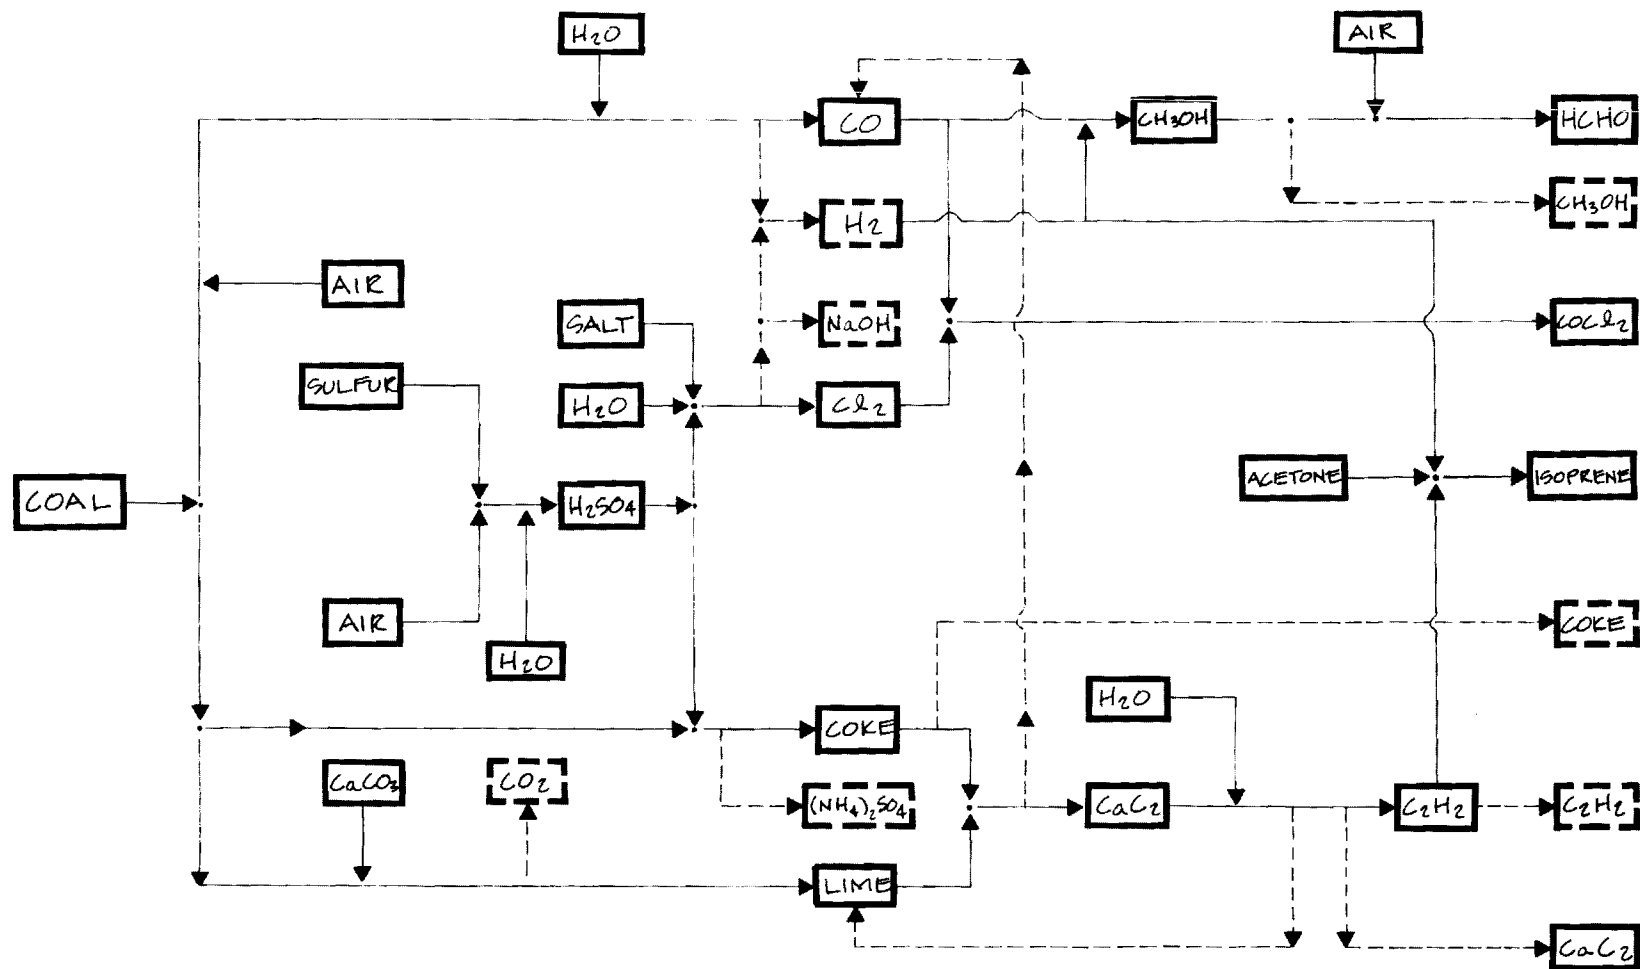 H₂O
AIR
CO
CH₃OH
HCHO
H₂
CH₃OH
AIR
SALT
NaOH
COCl₂
SULFUR
H₂O
Cl₂
ACETONE
ISOPRENE
COAL
H₂SO₄
AIR
H₂O
COKE
H₂O
COKE
CaCO₃
CO₂
(NH₄)₂SO₄
CaC₂
C₂H₂
C₂H₂
LIME
CaC₂